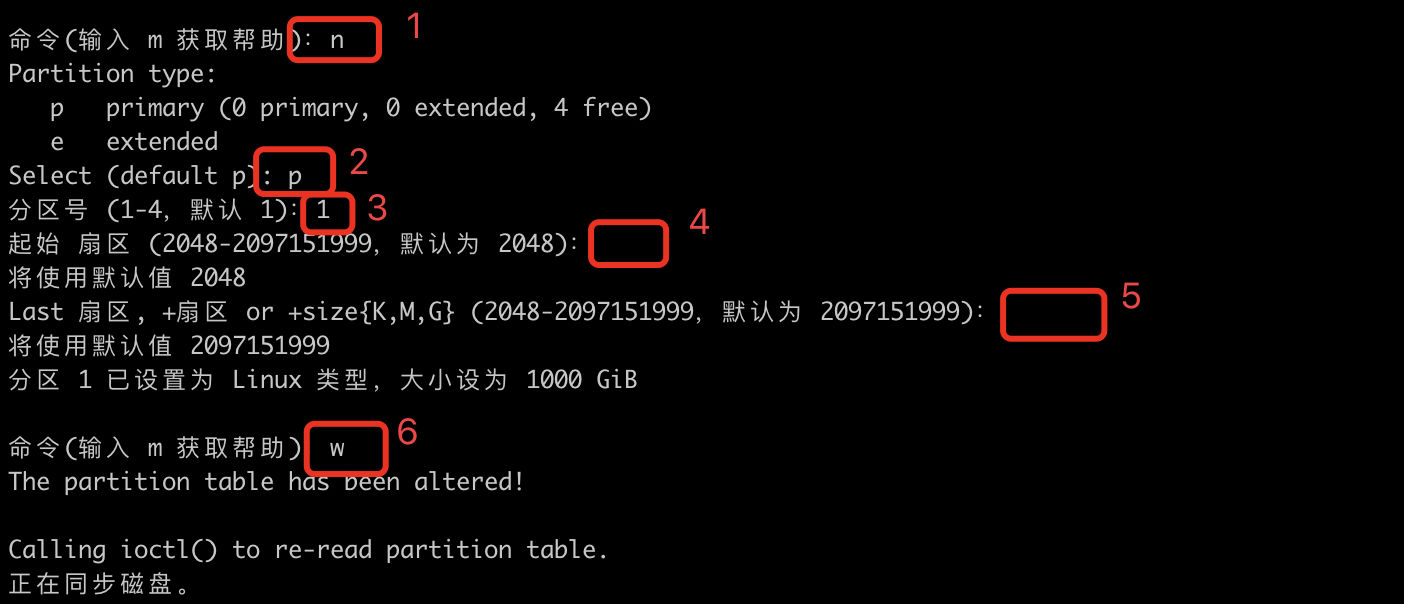 命令(输入 m 获取帮助): n 1
Partition type:
p primary (0 primary, 0 extended, 4 free)
e extended
Select (default p): p 2
分区号 (1-4, 默认 1): 1 3
起始 扇区 (2048-2097151999, 默认为 2048): 4
将使用默认值 2048
Last 扇区, +扇区 or +size{K,M,G} (2048-2097151999, 默认为 2097151999): 5
将使用默认值 2097151999
分区 1 已设置为 Linux 类型, 大小设为 1000 GiB
命令(输入 m 获取帮助) w 6
The partition table has been altered!
Calling ioctl() to re-read partition table.
正在同步磁盘。